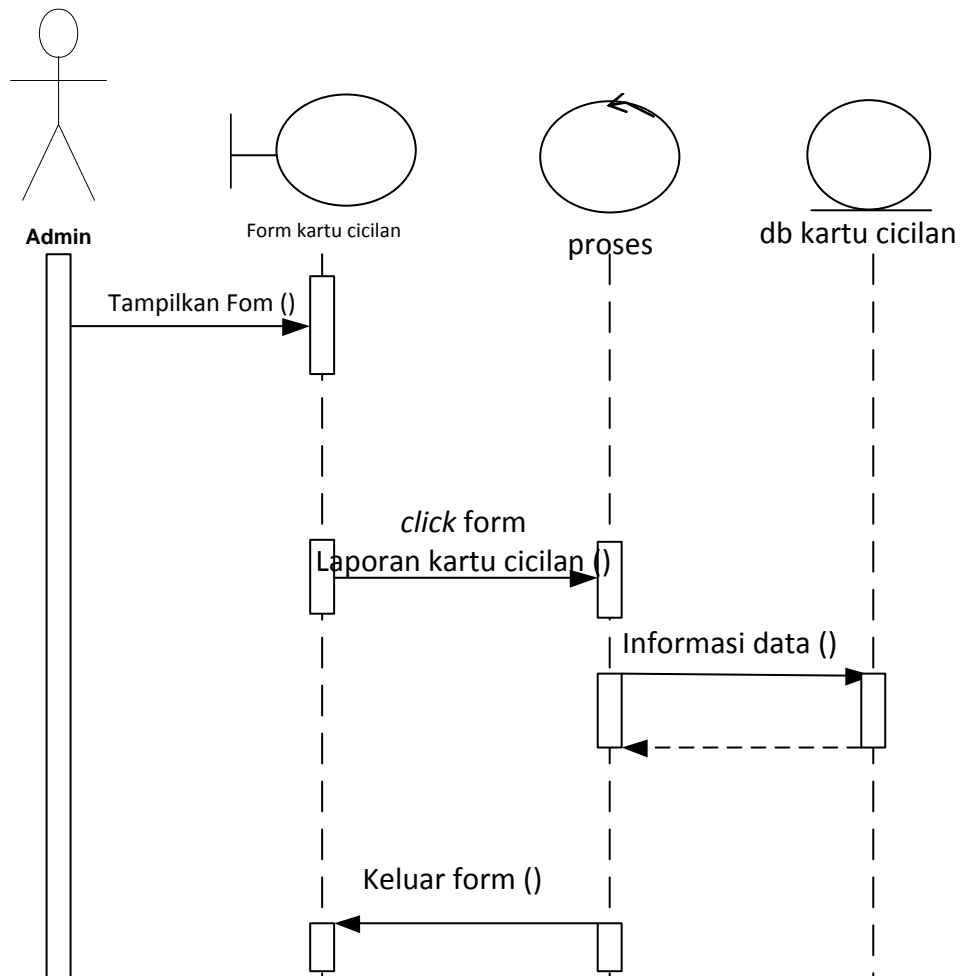 Admin
Form kartu cicilan
proses
db kartu cicilan
Tampilkan Fom ()
click form
Laporan kartu cicilan ()
Informasi data ()
Keluar form ()